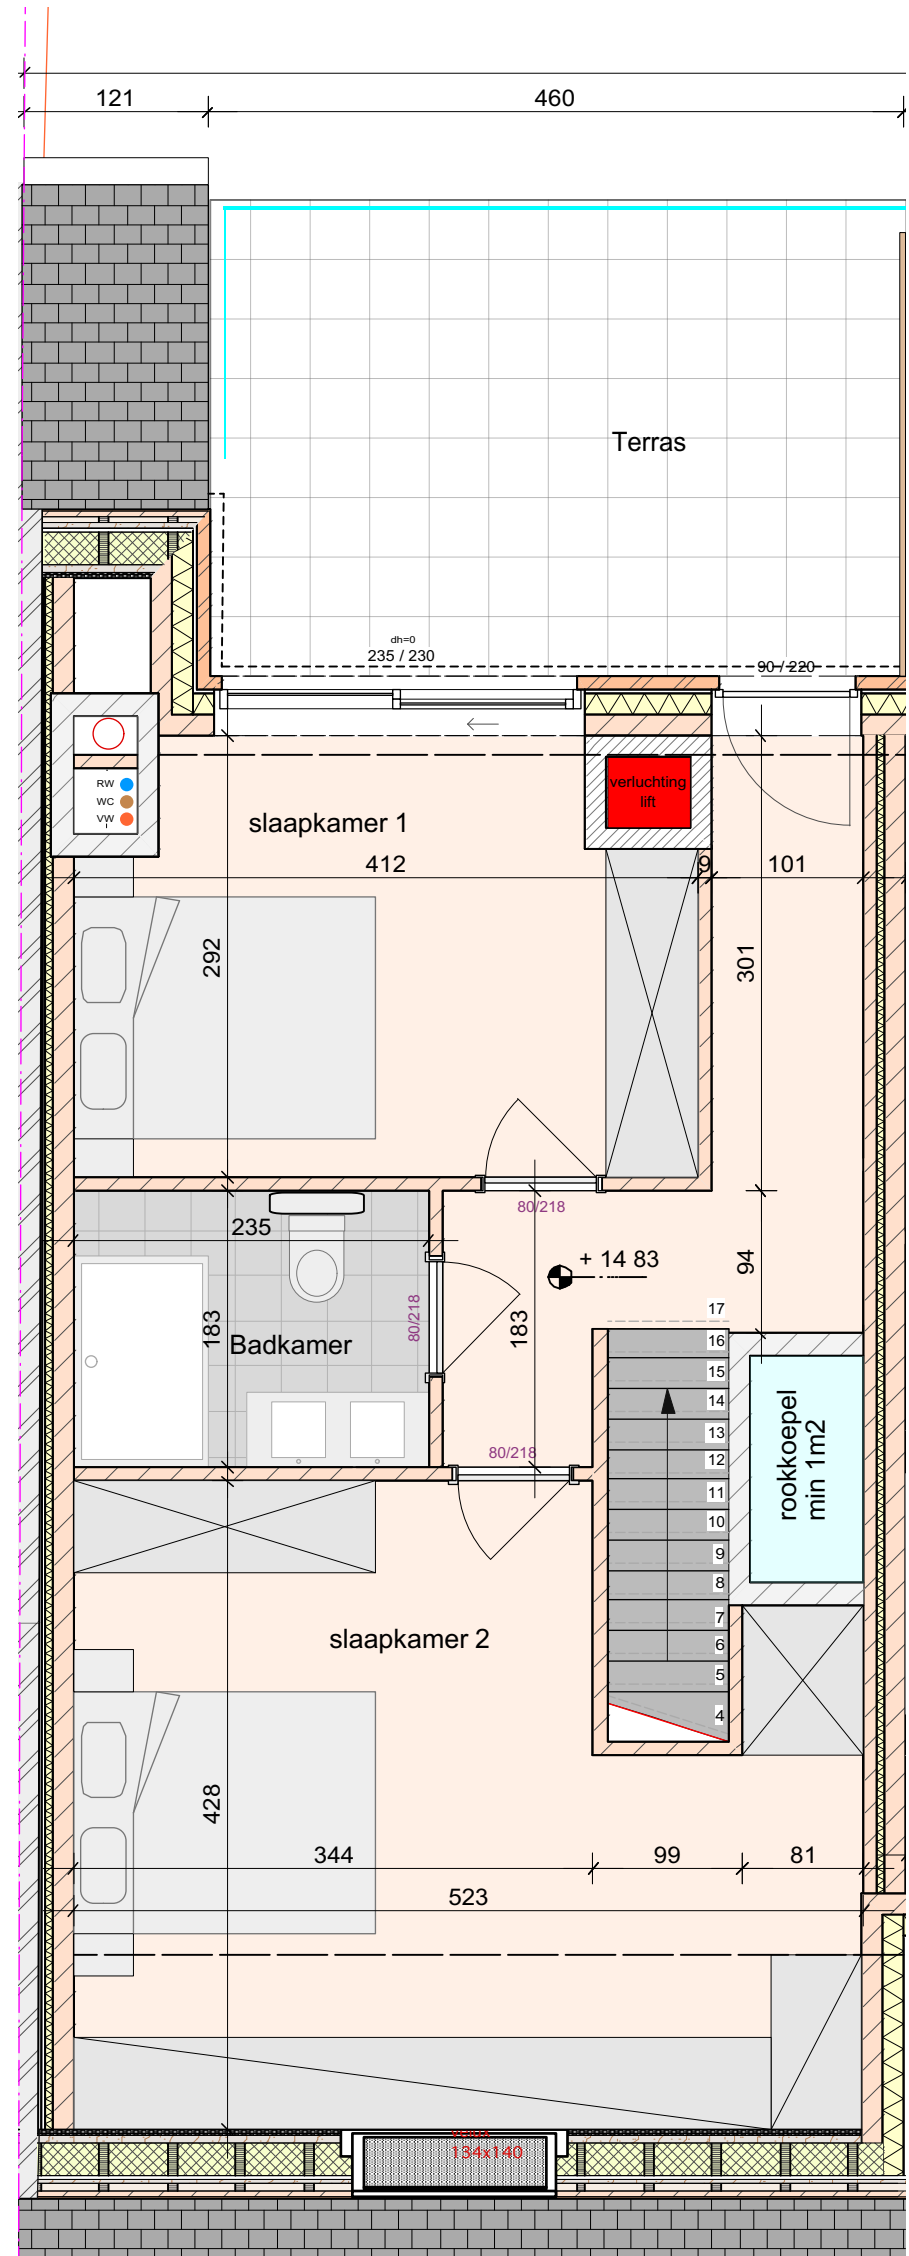 121
460
Terras
dh=0
235 / 230
90 / 220
RW
WC
VW
verluchting
lift
slaapkamer 1
412
9
101
292
301
80/218
235
+ 14 83
94
183
Badkamer
80/218
183
80/218
17
16
15
14
13
12
11
10
9
8
7
6
5
4
rookkoepel
min 1m2
slaapkamer 2
428
344
99
81
523
velux
134x140